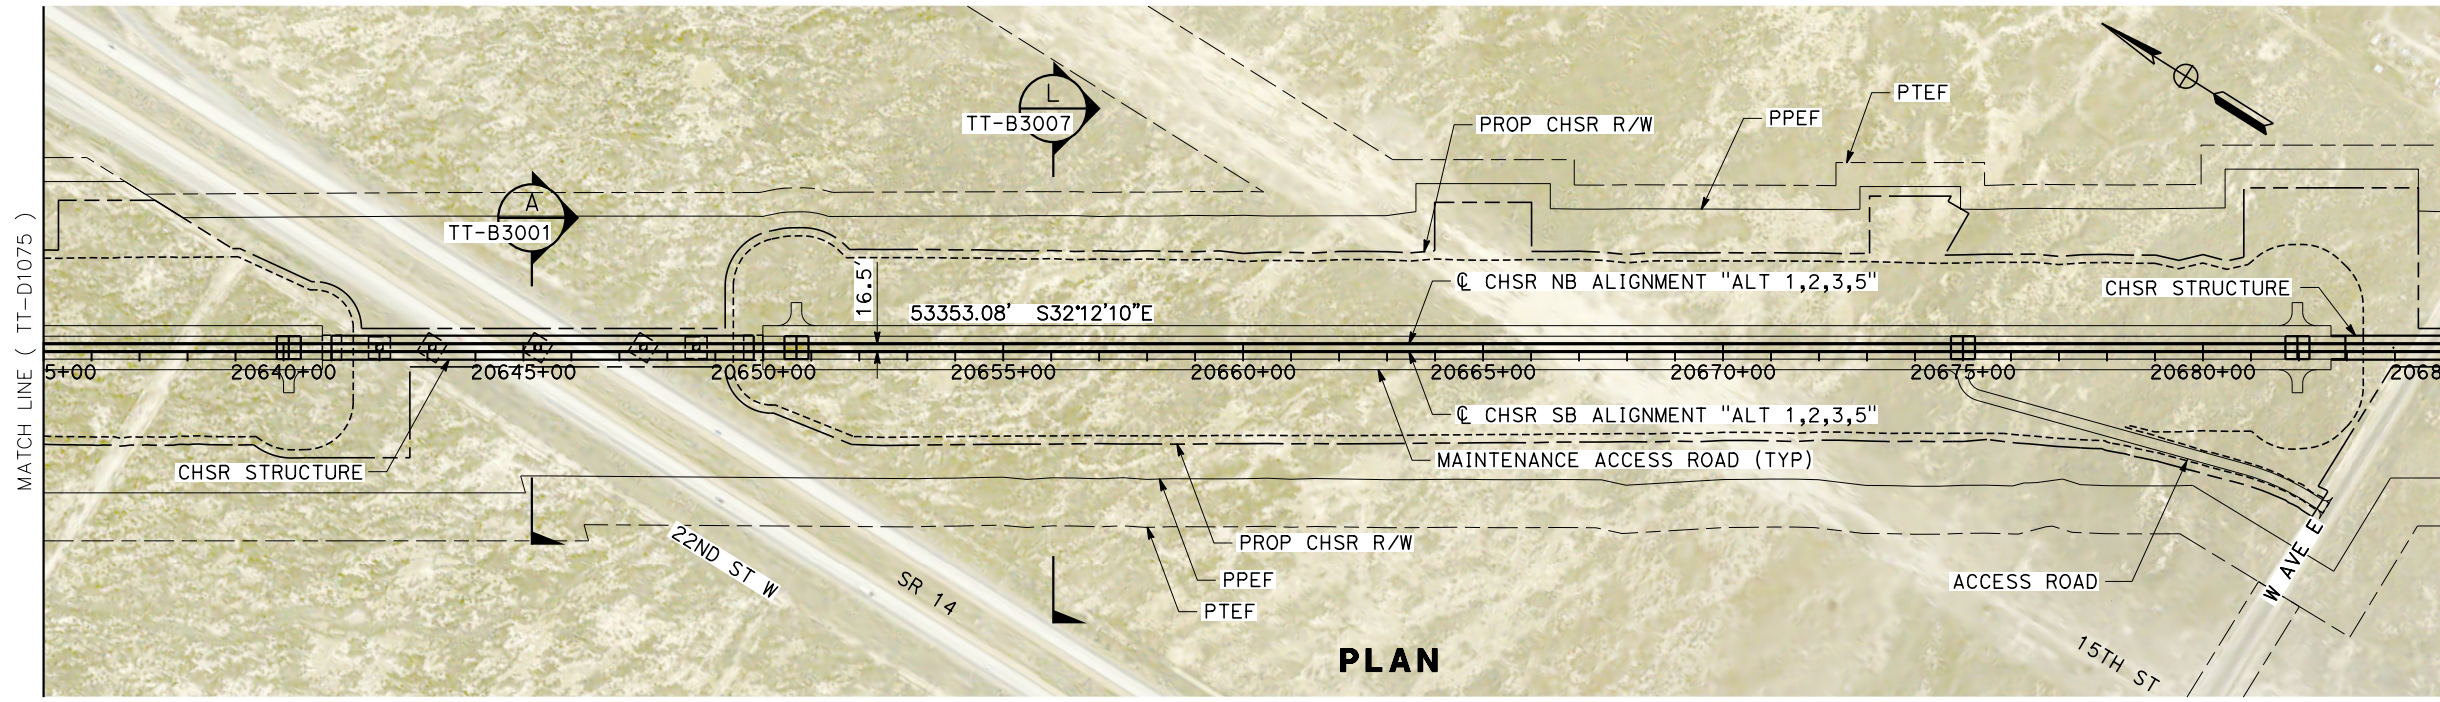 L
TT-B3007
PTEF
PPEF
PROP CHSR R/W
A
TT-B3001
MATCH LINE ( TT-D1075 )
16.5'
53353.08' S32°12'10"E
℄ CHSR NB ALIGNMENT "ALT 1,2,3,5"
CHSR STRUCTURE
5+00 20640+00 20645+00 20650+00 20655+00 20660+00 20665+00 20670+00 20675+00 20680+00 2068
℄ CHSR SB ALIGNMENT "ALT 1,2,3,5"
MAINTENANCE ACCESS ROAD (TYP)
CHSR STRUCTURE
PROP CHSR R/W
22ND ST W
SR 14
PPEF
PTEF
ACCESS ROAD
W AVE E
15TH ST
PLAN